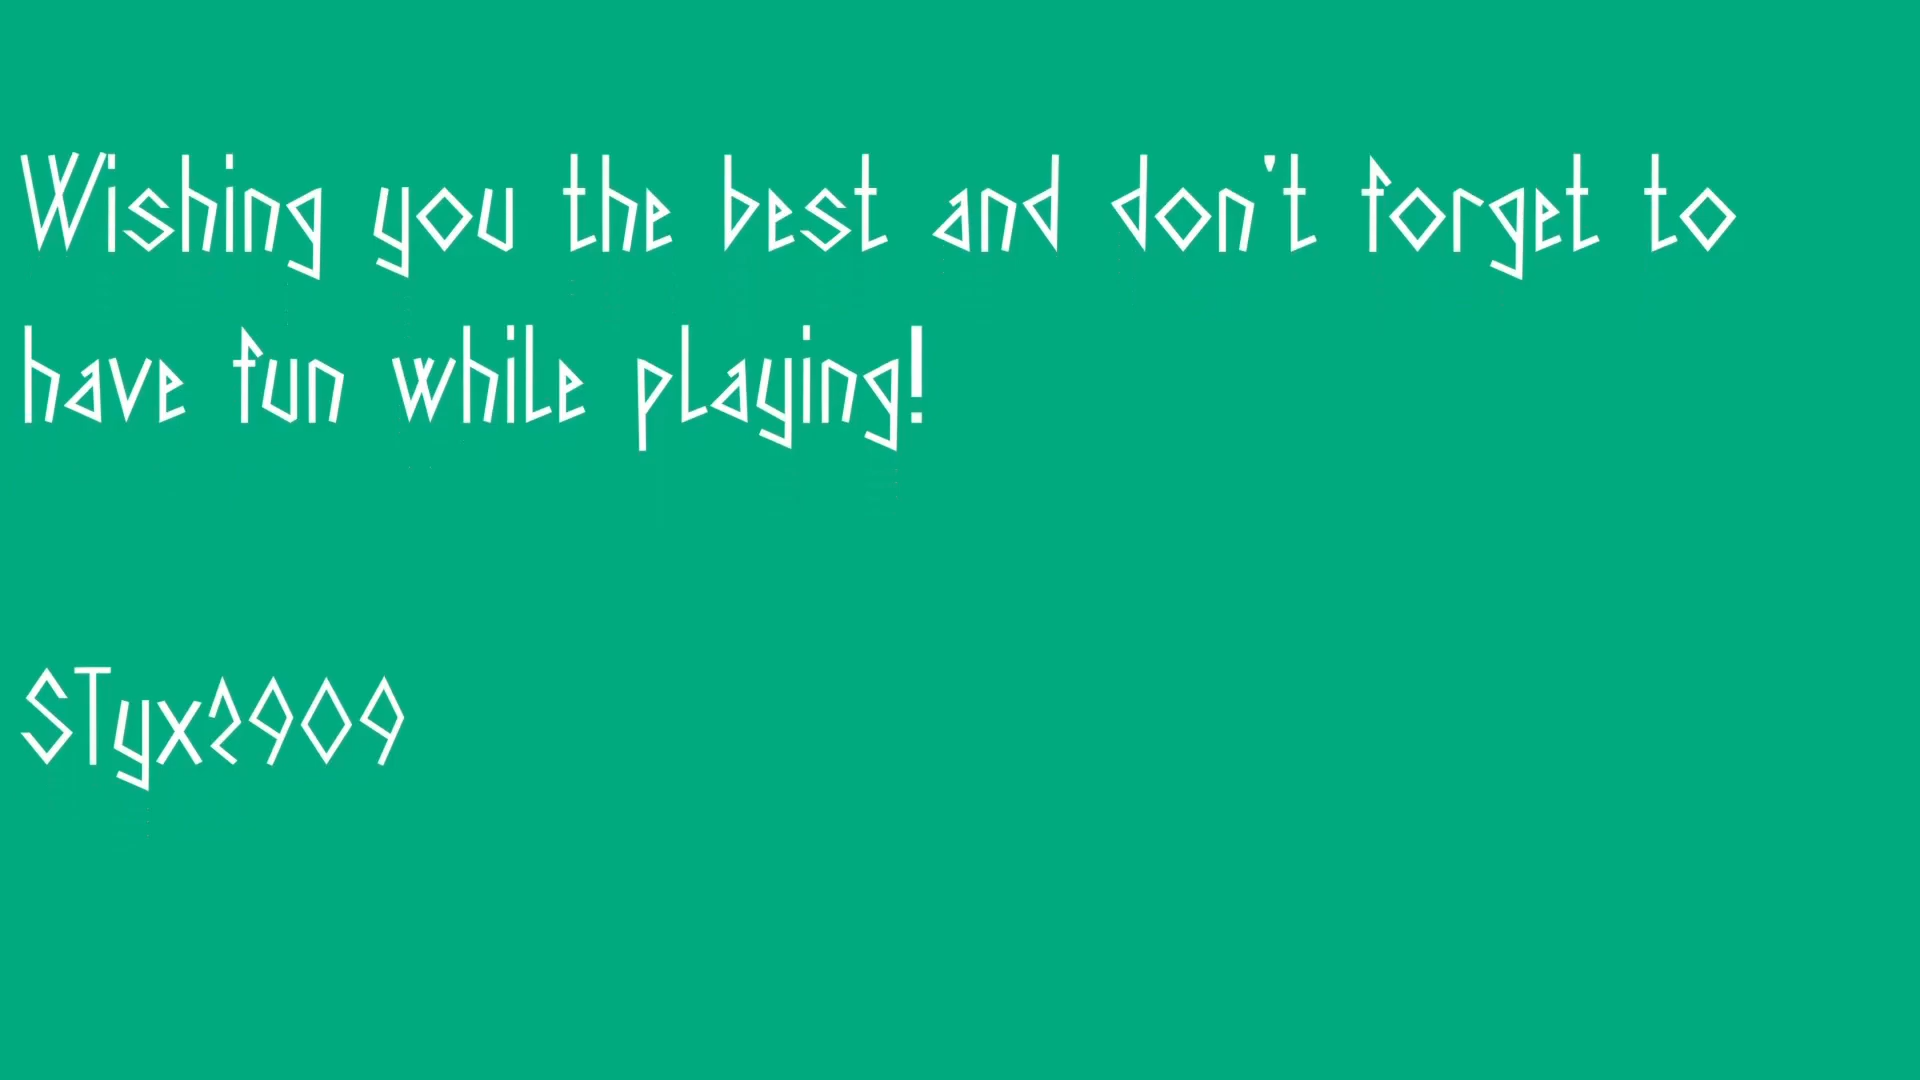 Wishing you the best and don't forget to
have fun while playing!
STyx2909